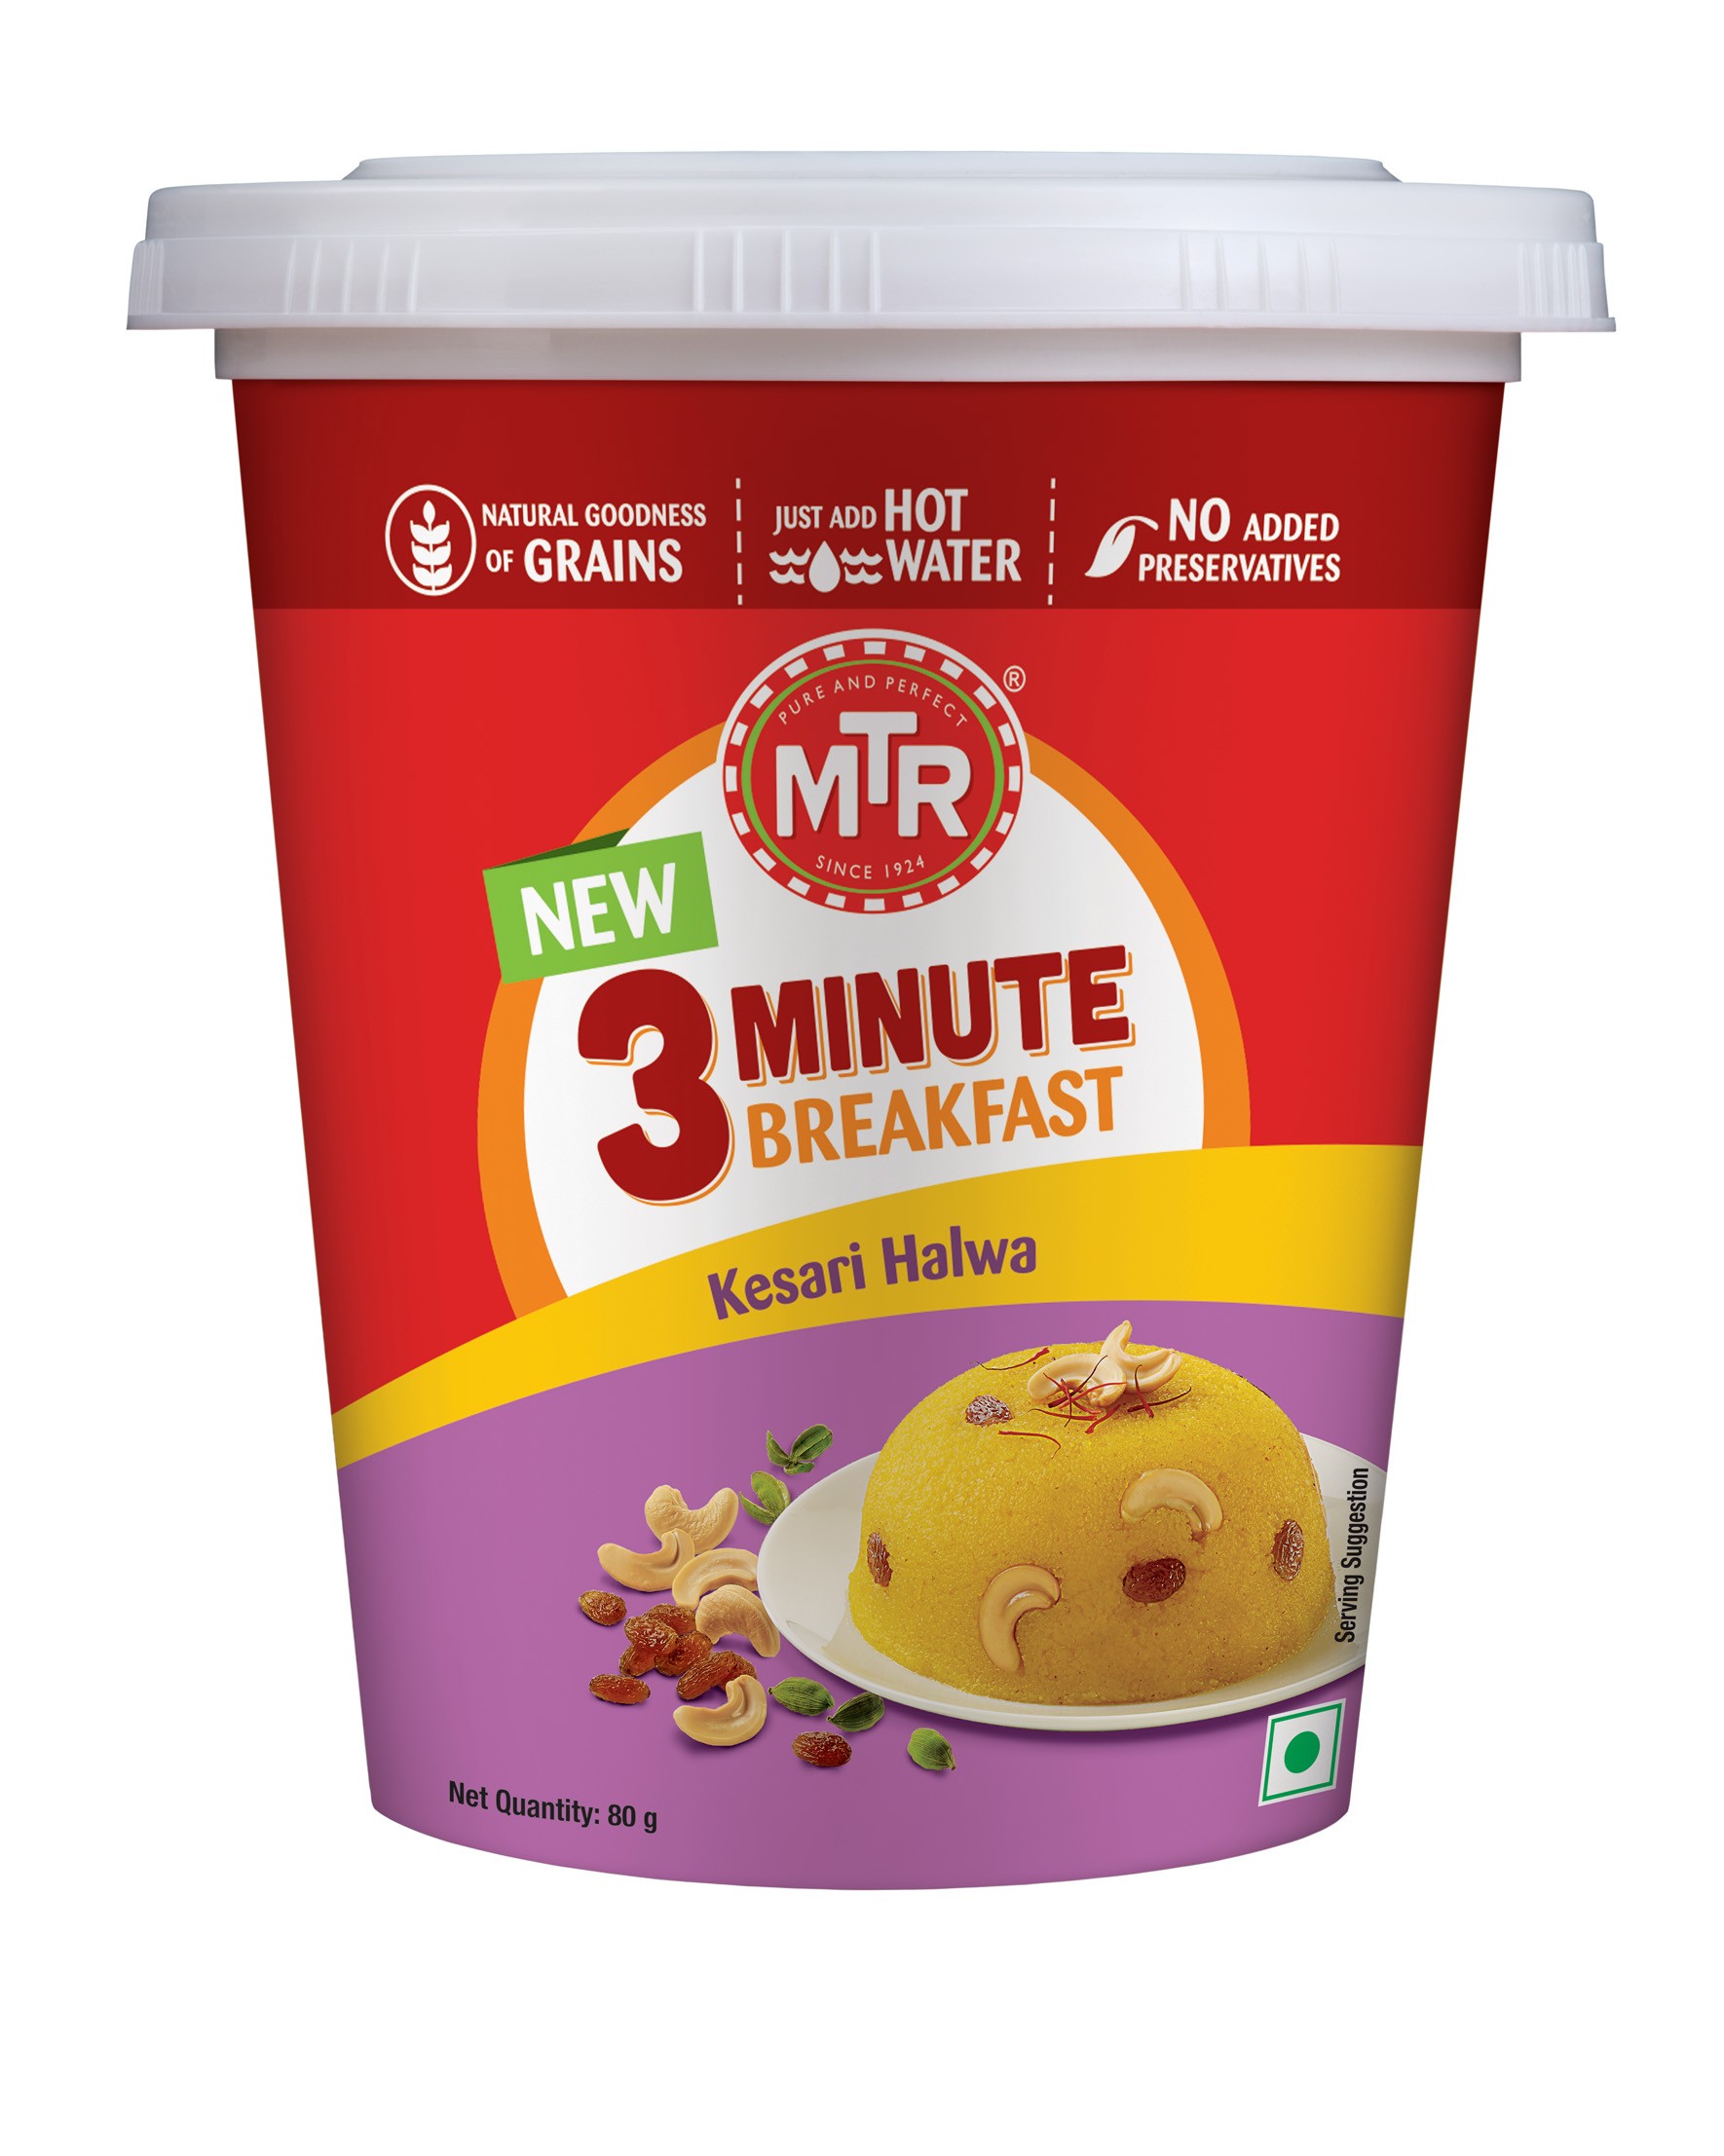 NATURAL GOODNESS
OF GRAINS
JUST ADD HOT
WATER
NO ADDED
PRESERVATIVES
PURE AND PERFECT
MTR
®
SINCE 1924
NEW
3 MINUTE
BREAKFAST
Kesari Halwa
Serving Suggestion
Net Quantity: 80 g